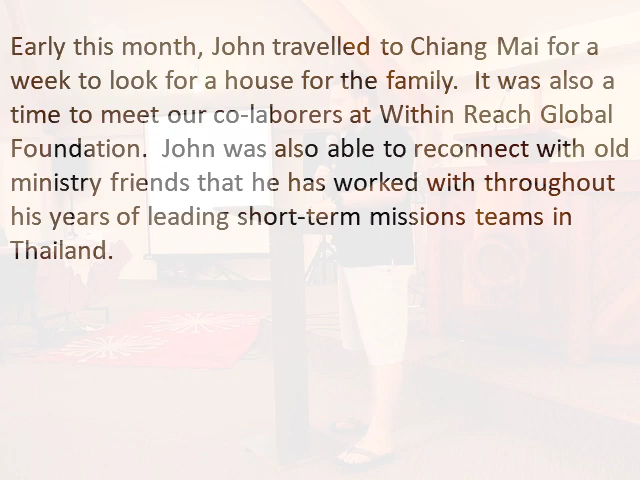 Early this month, John travelled to Chiang Mai for a
week to look for a house for the family.  It was also a
time to meet our co-laborers at Within Reach Global
Foundation.  John was also able to reconnect with old
ministry friends that he has worked with throughout
his years of leading short-term missions teams in
Thailand.